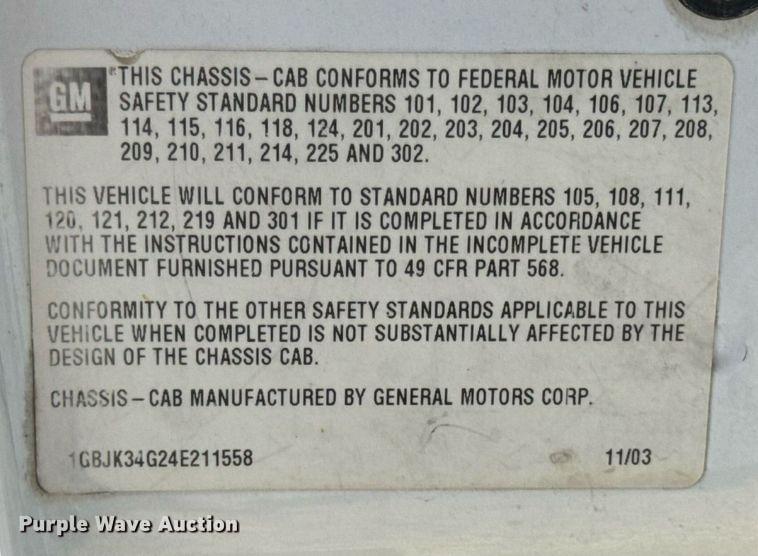 GM
THIS CHASSIS–CAB CONFORMS TO FEDERAL MOTOR VEHICLE
SAFETY STANDARD NUMBERS 101, 102, 103, 104, 106, 107, 113,
114, 115, 116, 118, 124, 201, 202, 203, 204, 205, 206, 207, 208,
209, 210, 211, 214, 225 AND 302.
THIS VEHICLE WILL CONFORM TO STANDARD NUMBERS 105, 108, 111,
120, 121, 212, 219 AND 301 IF IT IS COMPLETED IN ACCORDANCE
WITH THE INSTRUCTIONS CONTAINED IN THE INCOMPLETE VEHICLE
DOCUMENT FURNISHED PURSUANT TO 49 CFR PART 568.
CONFORMITY TO THE OTHER SAFETY STANDARDS APPLICABLE TO THIS
VEHICLE WHEN COMPLETED IS NOT SUBSTANTIALLY AFFECTED BY THE
DESIGN OF THE CHASSIS CAB.
CHASSIS–CAB MANUFACTURED BY GENERAL MOTORS CORP.
1GBJK34G24E211558 11/03
Purple Wave Auction